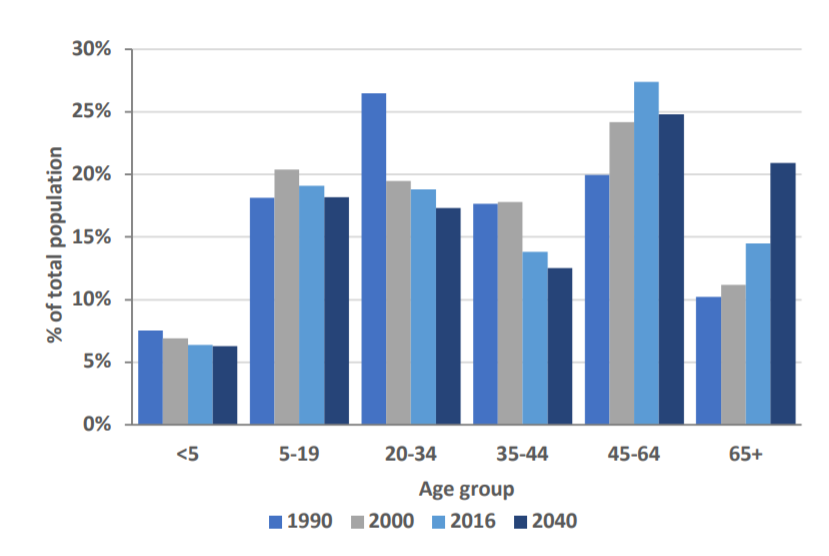 30%
25%
20%
15%
10%
5%
0%
% of total population
<5 5-19 20-34 35-44 45-64 65+
Age group
1990 2000 2016 2040